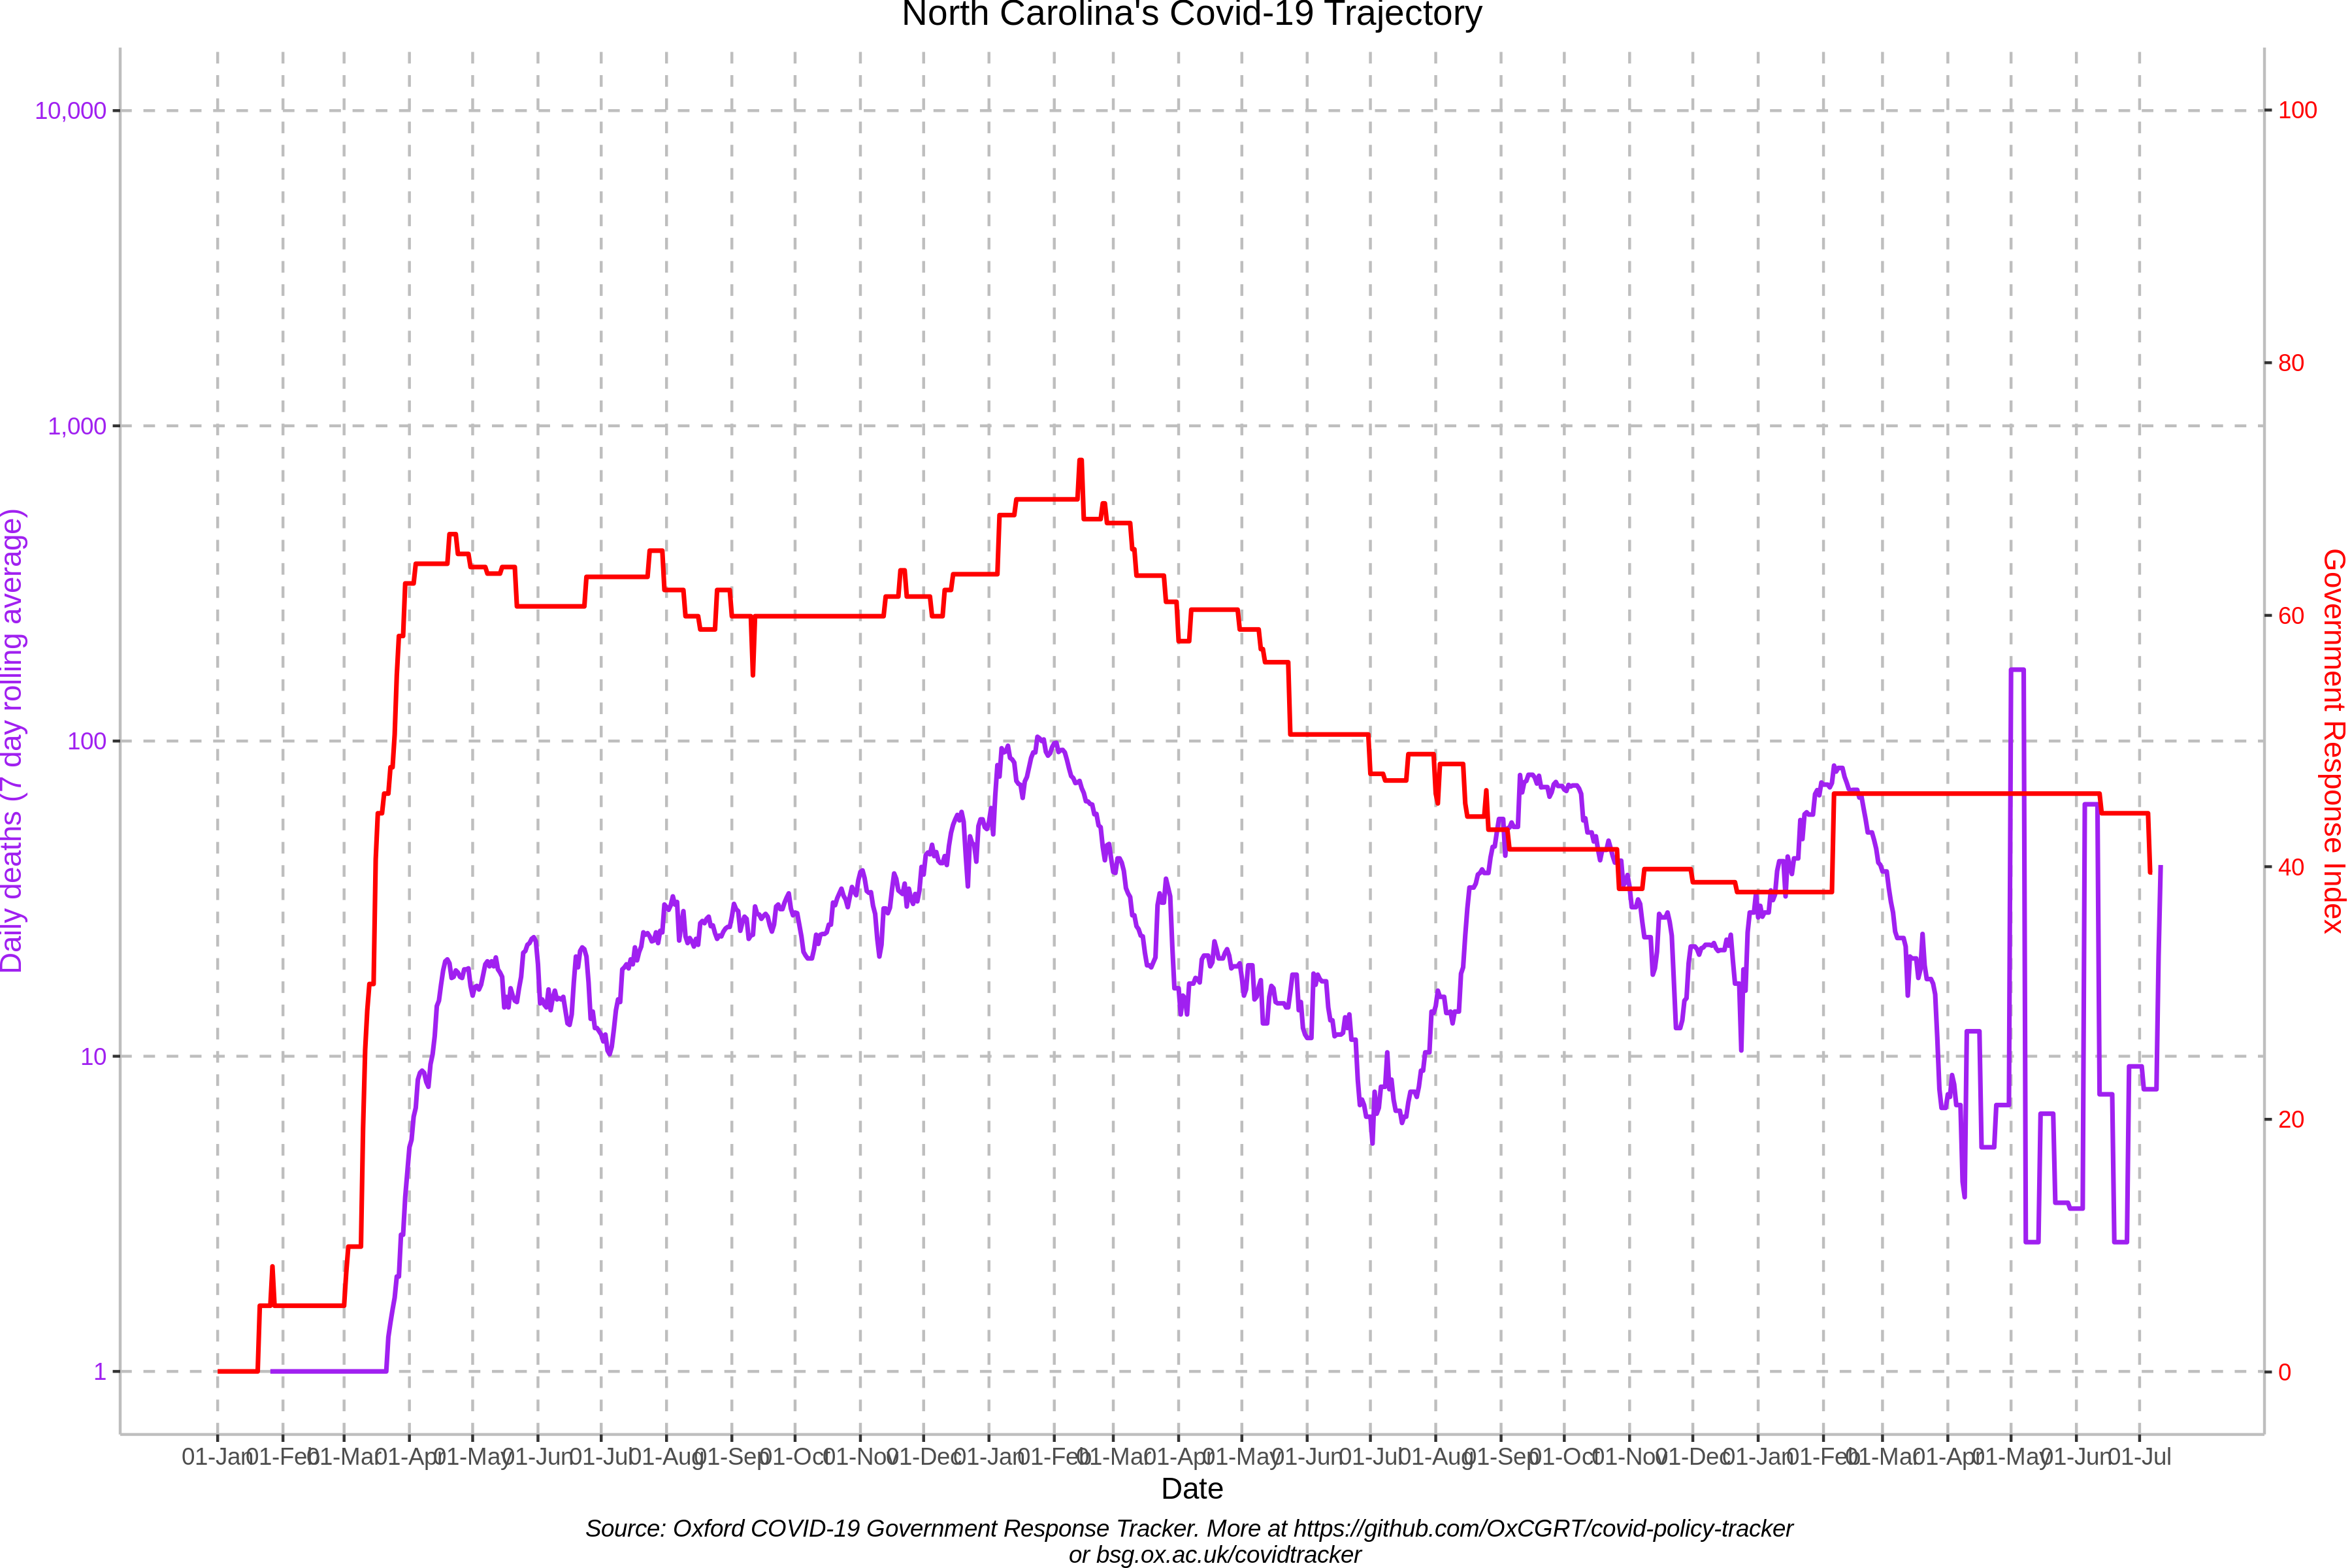 North Carolina's Covid-19 Trajectory
10,000
1,000
100
10
1
Daily deaths (7 day rolling average)
100
80
60
40
20
0
Government Response Index
01-Jan
01-Feb
01-Mar
01-Apr
01-May
01-Jun
01-Jul
01-Aug
01-Sep
01-Oct
01-Nov
01-Dec
01-Jan
01-Feb
01-Mar
01-Apr
01-May
01-Jun
01-Jul
01-Aug
01-Sep
01-Oct
01-Nov
01-Dec
01-Jan
01-Feb
01-Mar
01-Apr
01-May
01-Jun
01-Jul
Date
Source: Oxford COVID-19 Government Response Tracker. More at https://github.com/OxCGRT/covid-policy-tracker
or bsg.ox.ac.uk/covidtracker